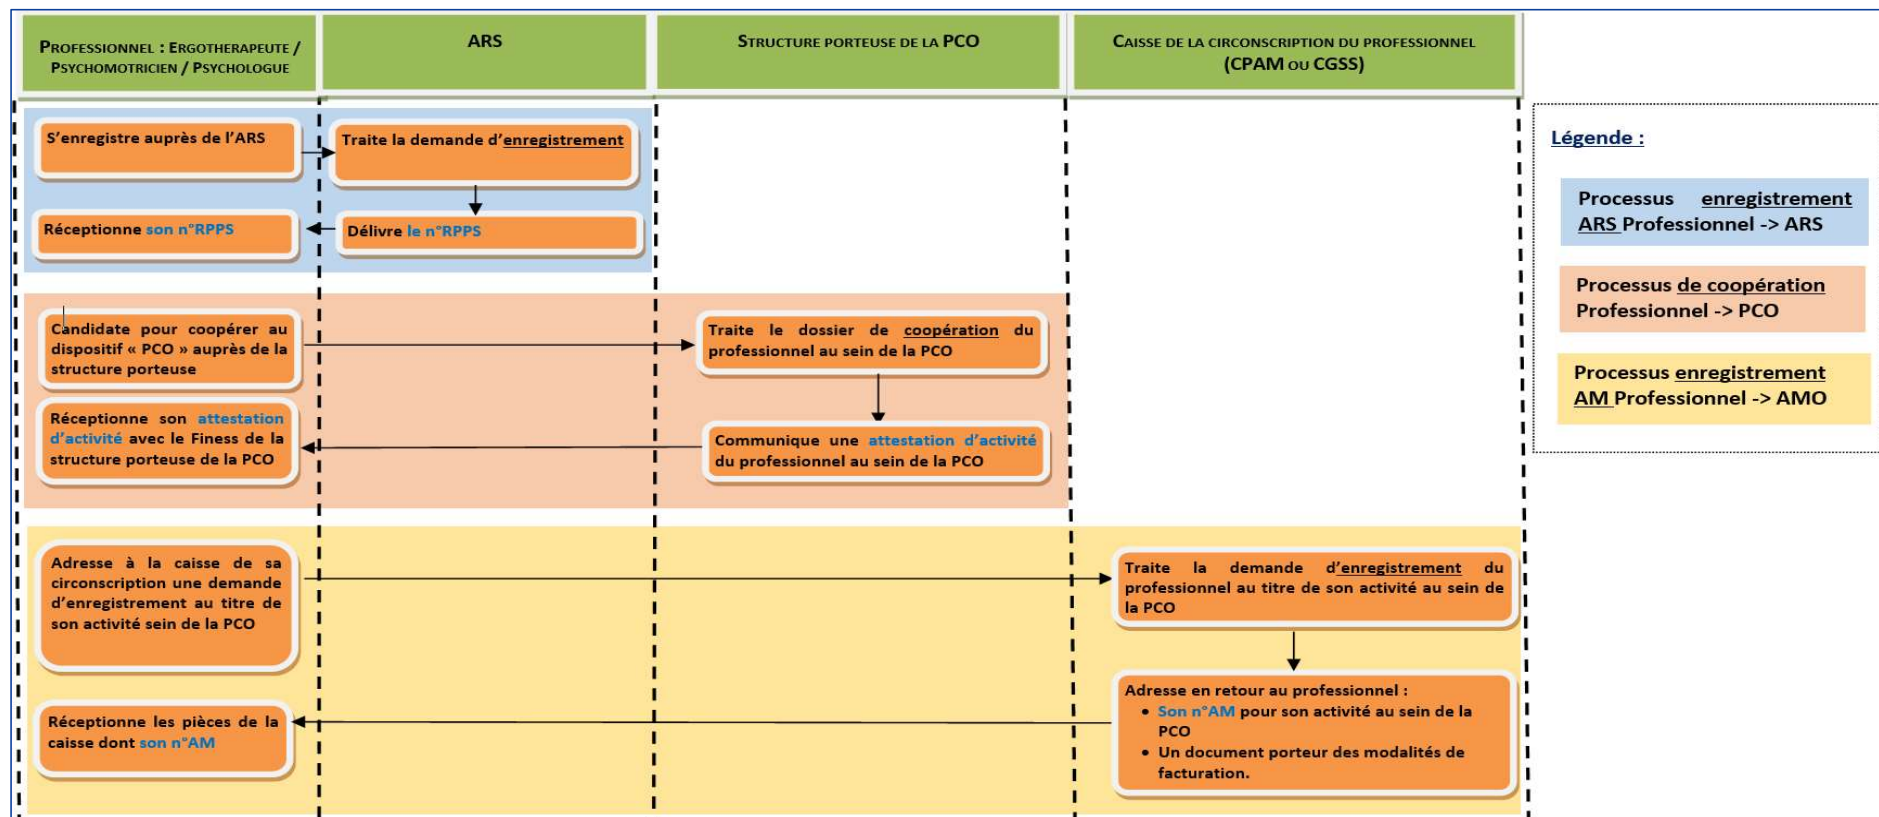 PROFESSIONNEL : ERGOTHERAPEUTE /
PSYCHOMOTRICIEN / PSYCHOLOGUE
ARS
STRUCTURE PORTEUSE DE LA PCO
CAISSE DE LA CIRCONSCRIPTION DU PROFESSIONNEL
(CPAM OU CGSS)
S’enregistre auprès de l’ARS
Traite la demande d’enregistrement
Réceptionne son n°RPPS
Délivre le n°RPPS
Candidate pour coopérer au
dispositif « PCO » auprès de la
structure porteuse
Traite le dossier de coopération du
professionnel au sein de la PCO
Réceptionne son attestation
d’activité avec le Finess de la
structure porteuse de la PCO
Communique une attestation d’activité
du professionnel au sein de la PCO
Adresse à la caisse de sa
circonscription une demande
d’enregistrement au titre de
son activité sein de la PCO
Traite la demande d’enregistrement du
professionnel au titre de son activité au sein de
la PCO
Réceptionne les pièces de la
caisse dont son n°AM
Adresse en retour au professionnel :
• Son n°AM pour son activité au sein de la
PCO
• Un document porteur des modalités de
facturation.
Légende :
Processus enregistrement
ARS Professionnel -> ARS
Processus de coopération
Professionnel -> PCO
Processus enregistrement
AM Professionnel -> AMO